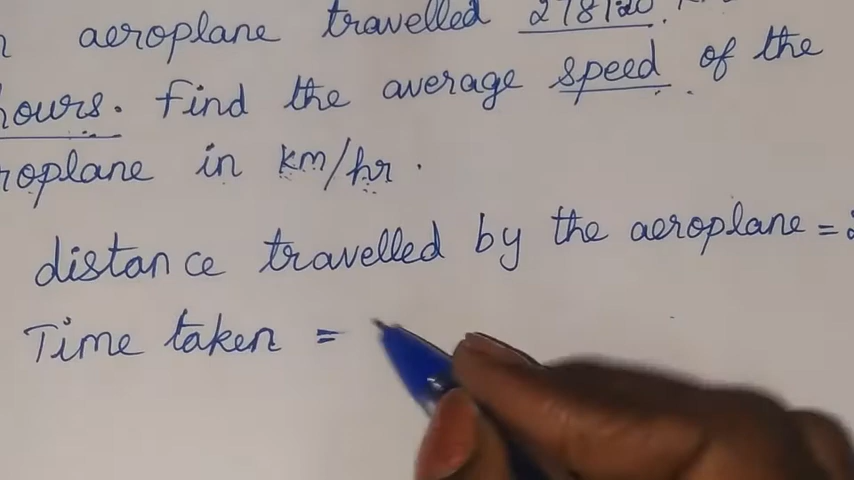 aeroplane travelled 278120.
hours. Find the average speed of the
roplane in km/hr.
distance travelled by the aeroplane =
Time taken =